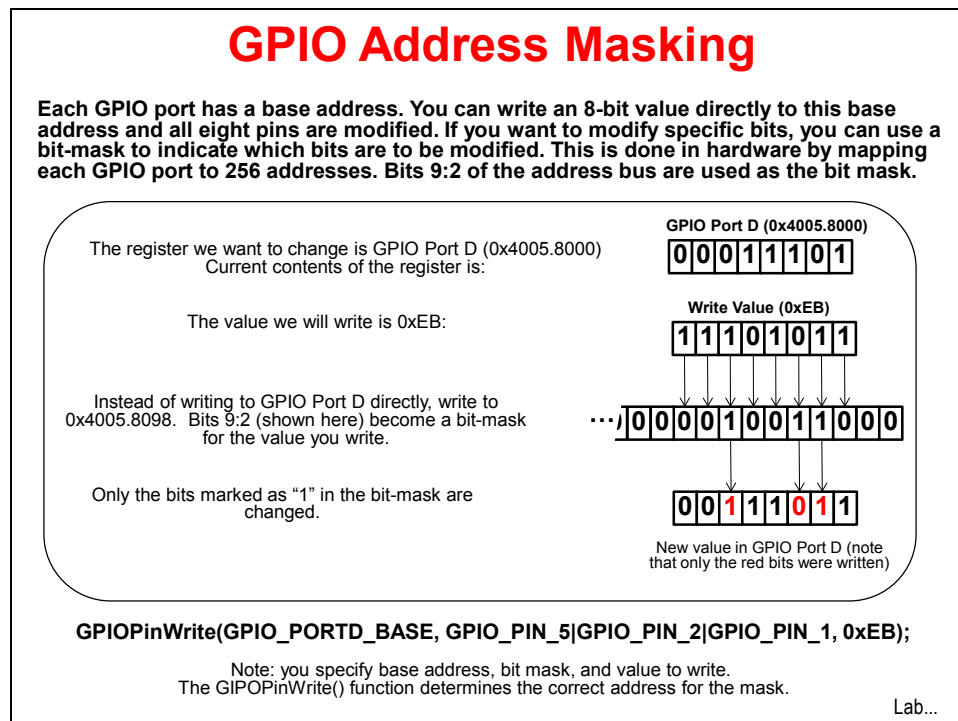 GPIO Address Masking
Each GPIO port has a base address. You can write an 8-bit value directly to this base
address and all eight pins are modified. If you want to modify specific bits, you can use a
bit-mask to indicate which bits are to be modified. This is done in hardware by mapping
each GPIO port to 256 addresses. Bits 9:2 of the address bus are used as the bit mask.
The register we want to change is GPIO Port D (0x4005.8000)
Current contents of the register is:
GPIO Port D (0x4005.8000)
0 0 0 1 1 1 0 1
The value we will write is 0xEB:
Write Value (0xEB)
1 1 1 0 1 0 1 1
Instead of writing to GPIO Port D directly, write to
0x4005.8098. Bits 9:2 (shown here) become a bit-mask
for the value you write.
... 0 0 0 0 1 0 0 1 1 0 0 0
Only the bits marked as “1” in the bit-mask are
changed.
0 0 1 1 1 0 1 1
New value in GPIO Port D (note
that only the red bits were written)
GPIOPinWrite(GPIO_PORTD_BASE, GPIO_PIN_5|GPIO_PIN_2|GPIO_PIN_1, 0xEB);
Note: you specify base address, bit mask, and value to write.
The GIPOPinWrite() function determines the correct address for the mask.
Lab...